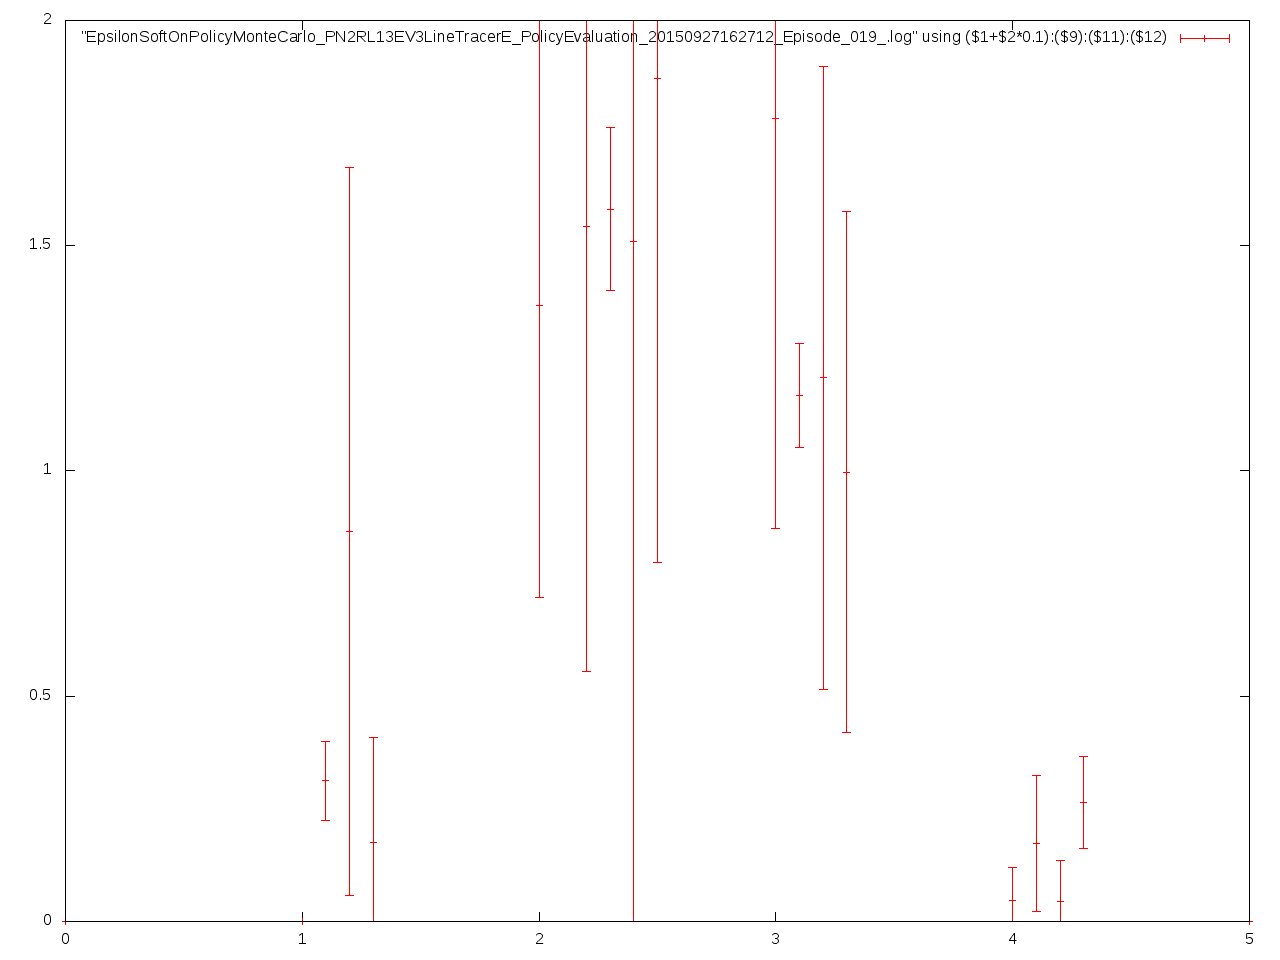 2
"EpsilonSoftOnPolicyMonteCarlo_PN2RL13EV3LineTracerE_PolicyEvaluation_20150927162712_Episode_019_.log" using ($1+$2*0.1):($9):($11):($12)
1.5
1
0.5
0
0 1 2 3 4 5